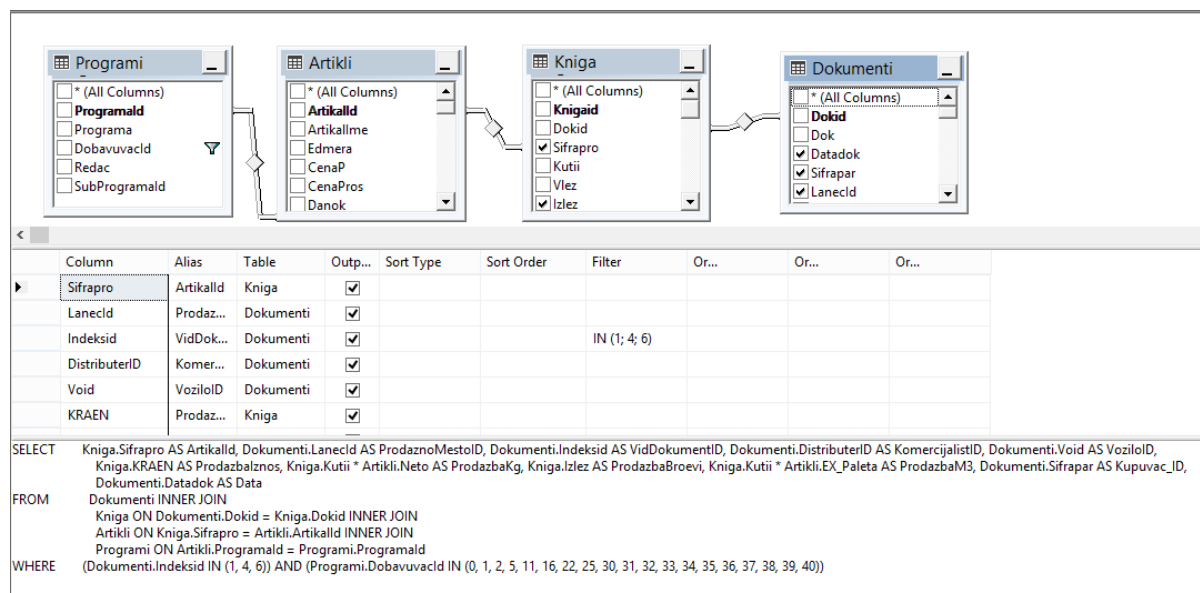 Programi
* (All Columns)
ProgramaId
Programa
DobavuvacId
Redac
SubProgramaId
Artikli
* (All Columns)
ArtikalId
ArtikalIme
Edmera
CenaP
CenaPros
Danok
Kniga
* (All Columns)
Knigaid
Dokid
Sifrapro
Kutii
Vlez
Izlez
Dokumenti
* (All Columns)
Dokid
Dok
Datadok
Sifrapar
LanecId
Column Alias Table Outp... Sort Type Sort Order Filter Or... Or... Or...
Sifrapro ArtikalId Kniga
LanecId Prodaz... Dokumenti
Indeksid VidDok... Dokumenti IN (1; 4; 6)
DistributerID Komer... Dokumenti
Void VoziloID Dokumenti
KRAEN Prodaz... Kniga
SELECT Kniga.Sifrapro AS ArtikalId, Dokumenti.LanecId AS ProdaznoMestoID, Dokumenti.Indeksid AS VidDokumentID, Dokumenti.DistributerID AS KomercijalistID, Dokumenti.Void AS VoziloID,
Kniga.KRAEN AS ProdazbaIznos, Kniga.Kutii * Artikli.Neto AS ProdazbaKg, Kniga.Izlez AS ProdazbaBroevi, Kniga.Kutii * Artikli.EX_Paleta AS ProdazbaM3, Dokumenti.Sifrapar AS Kupuvac_ID,
Dokumenti.Datadok AS Data
FROM Dokumenti INNER JOIN
Kniga ON Dokumenti.Dokid = Kniga.Dokid INNER JOIN
Artikli ON Kniga.Sifrapro = Artikli.ArtikalId INNER JOIN
Programi ON Artikli.ProgramaId = Programi.ProgramaId
WHERE (Dokumenti.Indeksid IN (1, 4, 6)) AND (Programi.DobavuvacId IN (0, 1, 2, 5, 11, 16, 22, 25, 30, 31, 32, 33, 34, 35, 36, 37, 38, 39, 40))